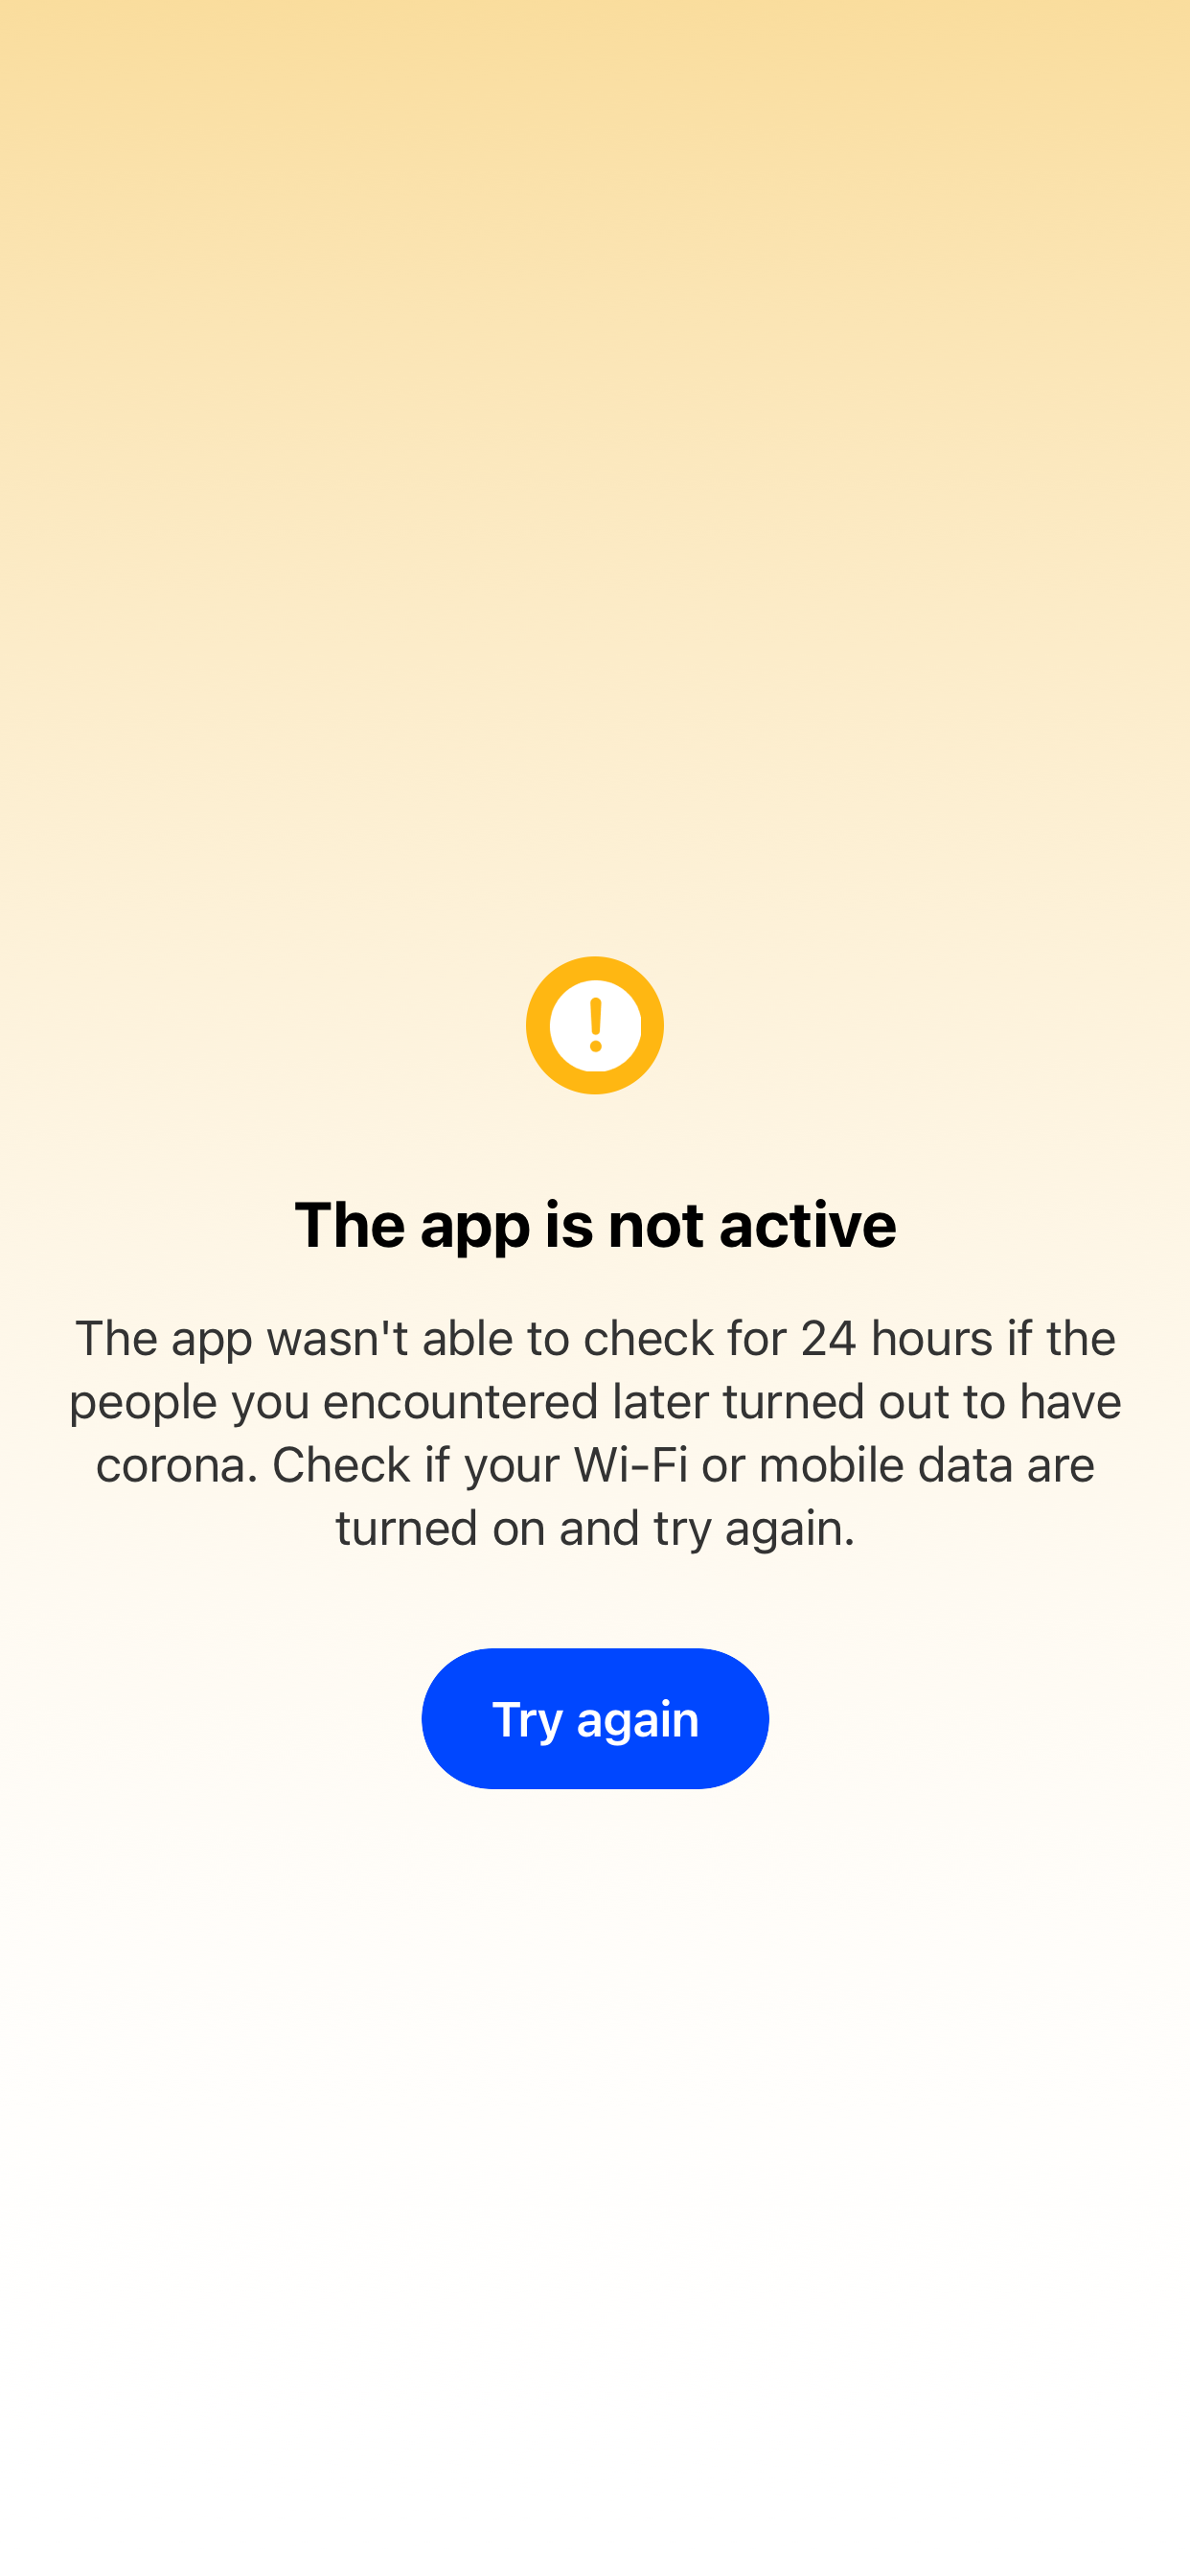 The app is not active
The app wasn't able to check for 24 hours if the
people you encountered later turned out to have
corona. Check if your Wi-Fi or mobile data are
turned on and try again.
Try again